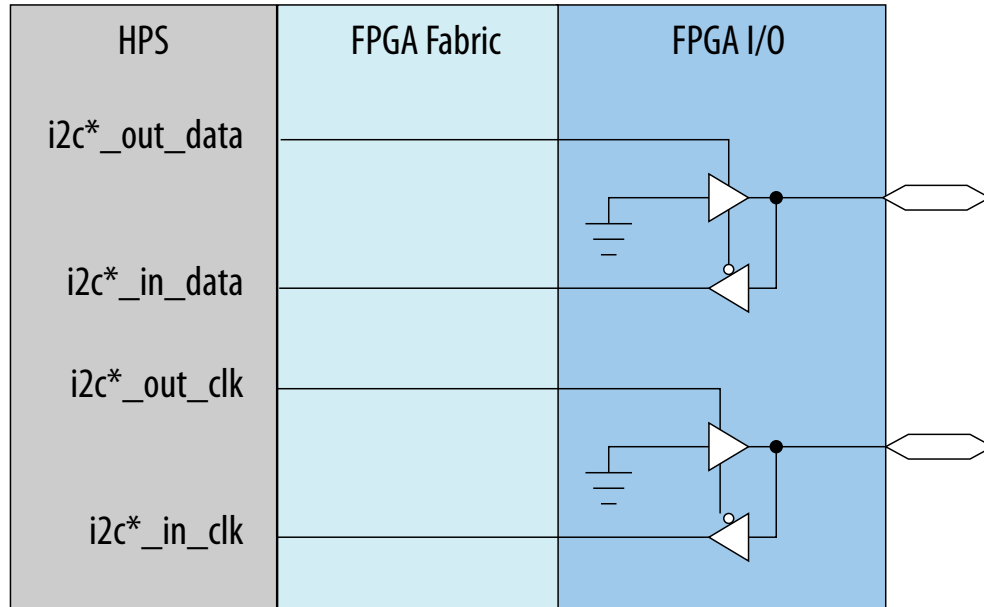 HPS
FPGA Fabric
FPGA I/O
i2c*_out_data
i2c*_in_data
i2c*_out_clk
i2c*_in_clk